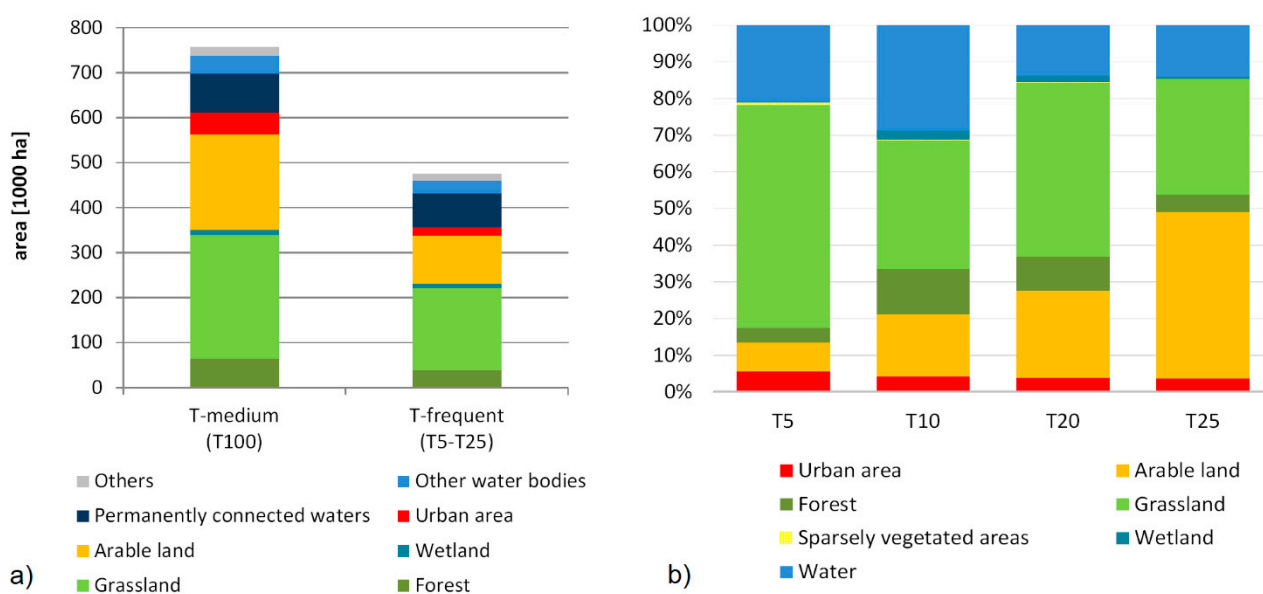 800
700
600
500
400
300
200
100
0
area [1000 ha]
T-medium
(T100)
T-frequent
(T5-T25)
Others
Other water bodies
Permanently connected waters
Urban area
Arable land
Wetland
Grassland
Forest
a)
100%
90%
80%
70%
60%
50%
40%
30%
20%
10%
0%
T5
T10
T20
T25
Urban area
Arable land
Forest
Grassland
Sparsely vegetated areas
Wetland
Water
b)